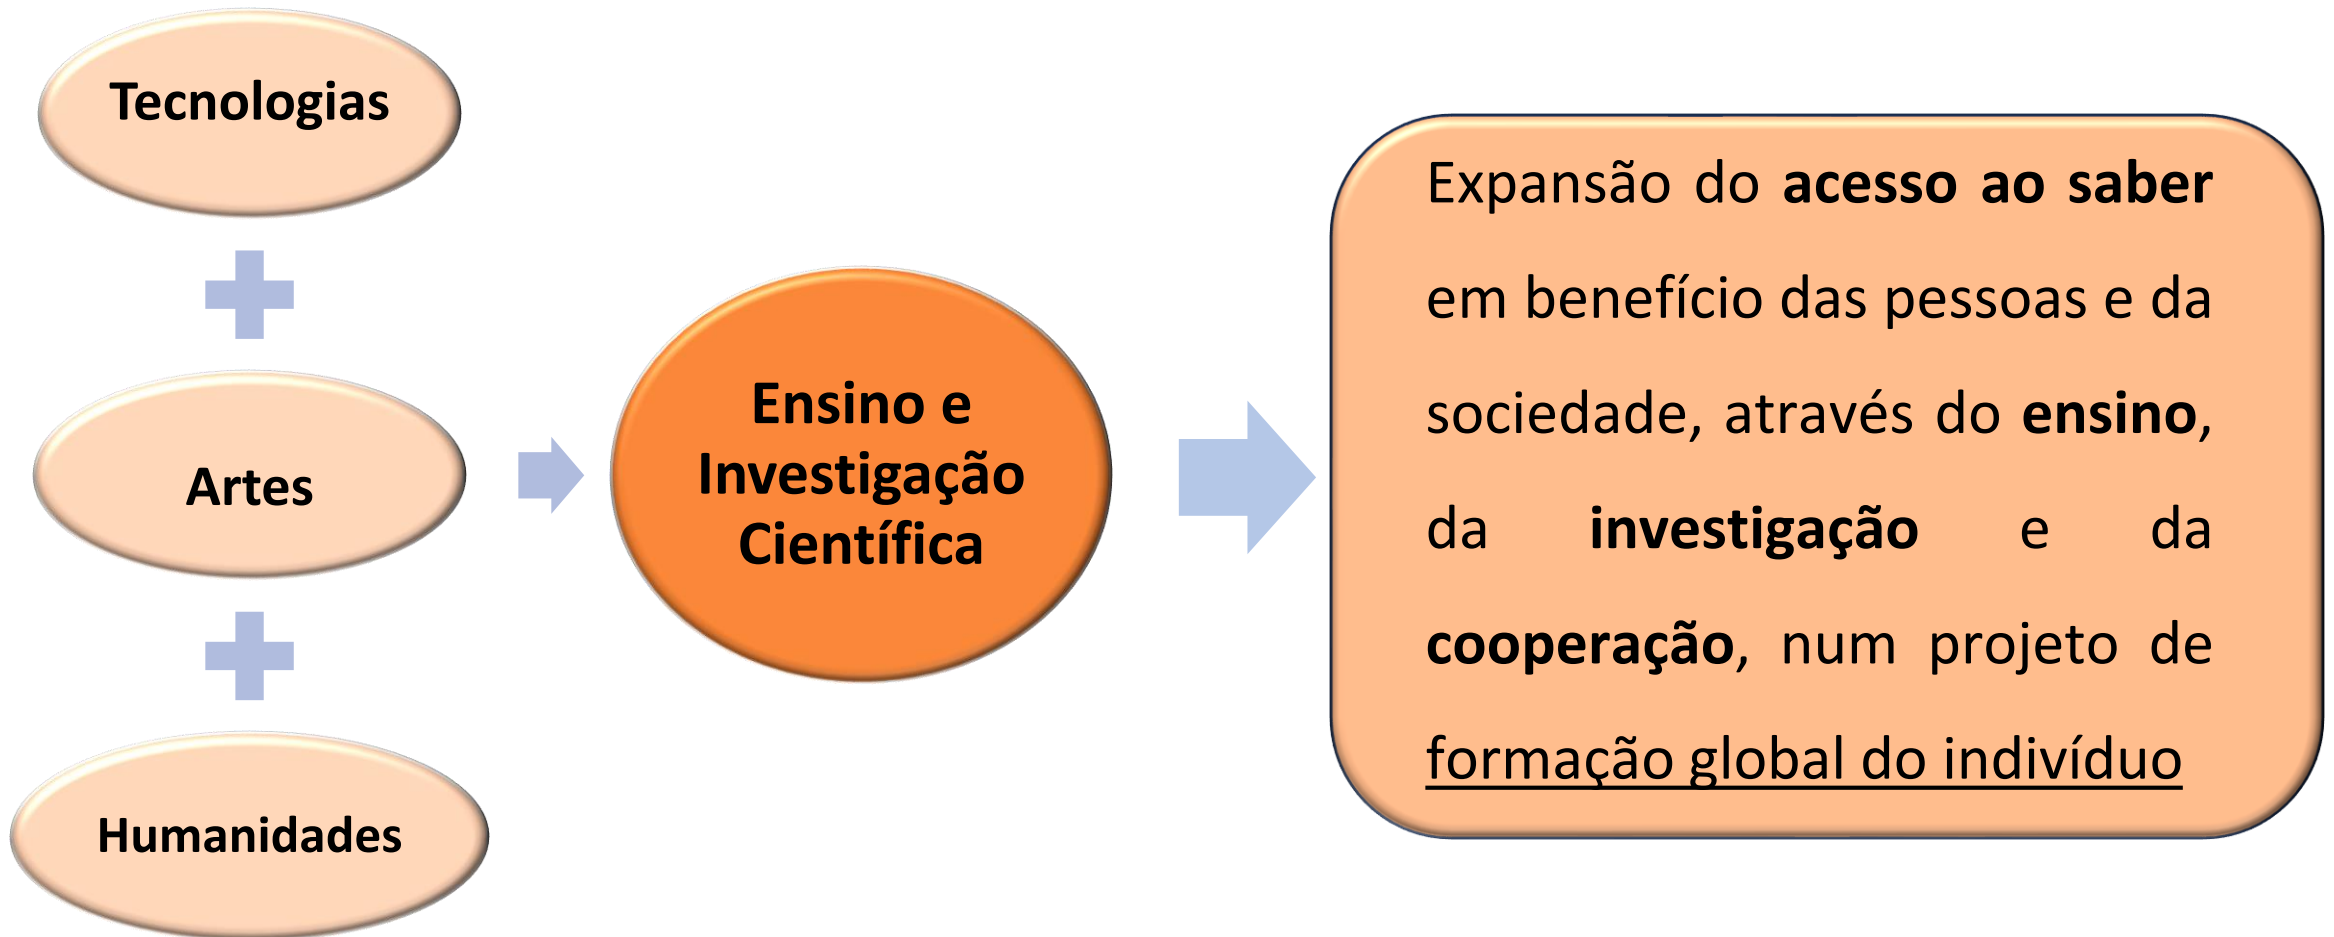 Tecnologias
Artes
Humanidades
Ensino e
Investigação
Científica
Expansão do acesso ao saber
em benefício das pessoas e da
sociedade, através do ensino,
da investigação e da
cooperação, num projeto de
formação global do indivíduo